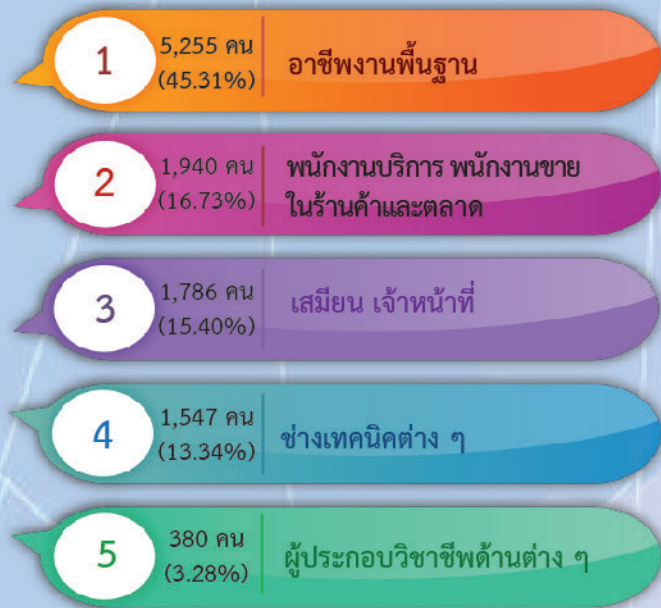 1
5,255 คน
(45.31%)
อาชีพงานพื้นฐาน
2
1,940 คน
(16.73%)
พนักงานบริการ พนักงานขาย
ในร้านค้าและตลาด
3
1,786 คน
(15.40%)
เสมียน เจ้าหน้าที่
4
1,547 คน
(13.34%)
ช่างเทคนิคต่าง ๆ
5
380 คน
(3.28%)
ผู้ประกอบวิชาชีพด้านต่าง ๆ